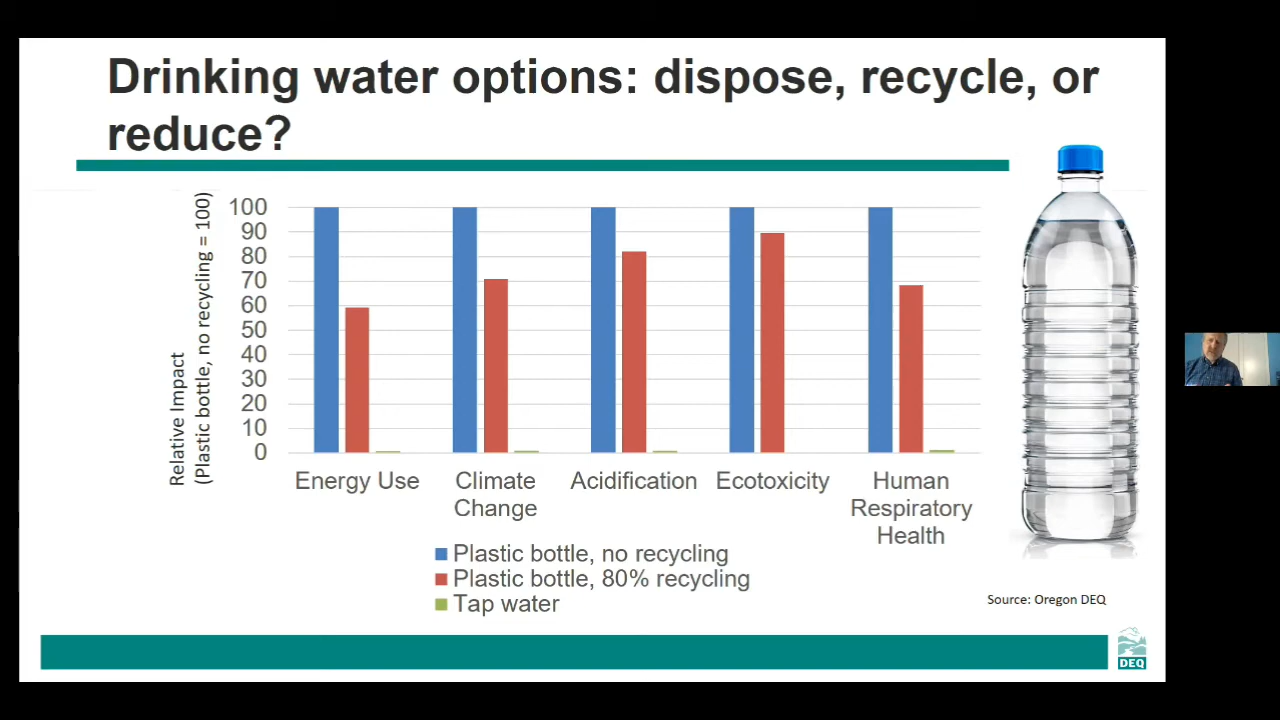 Drinking water options: dispose, recycle, or
reduce?
Relative Impact
(Plastic bottle, no recycling = 100)
100
90
80
70
60
50
40
30
20
10
0
Energy Use
Climate
Change
Acidification
Ecotoxicity
Human
Respiratory
Health
Plastic bottle, no recycling
Plastic bottle, 80% recycling
Tap water
Source: Oregon DEQ
DEQ